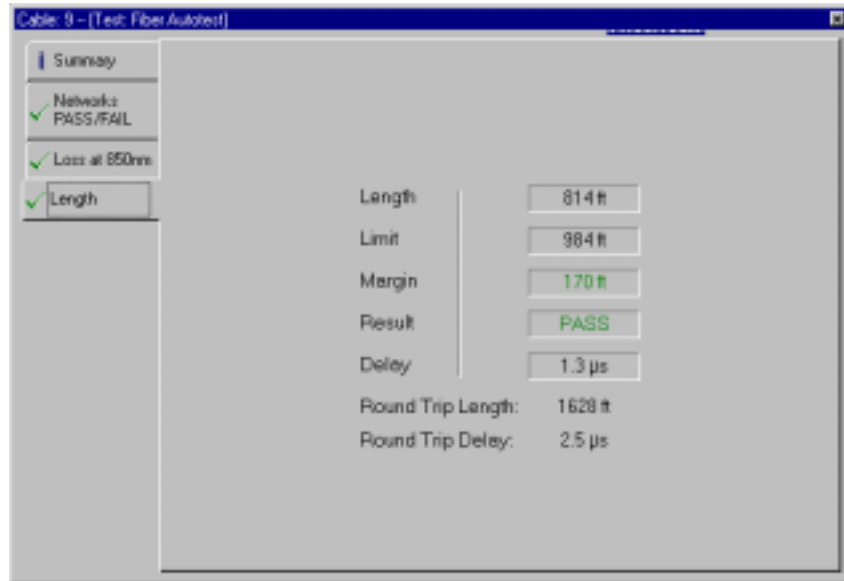 Cable: 9 - [Test: Fiber Autotest]
Summary
Networks
PASS/FAIL
Loss at 850nm
Length
Length 814 ft
Limit 984 ft
Margin 170 ft
Result PASS
Delay 1.3 µs
Round Trip Length: 1628 ft
Round Trip Delay: 2.5 µs